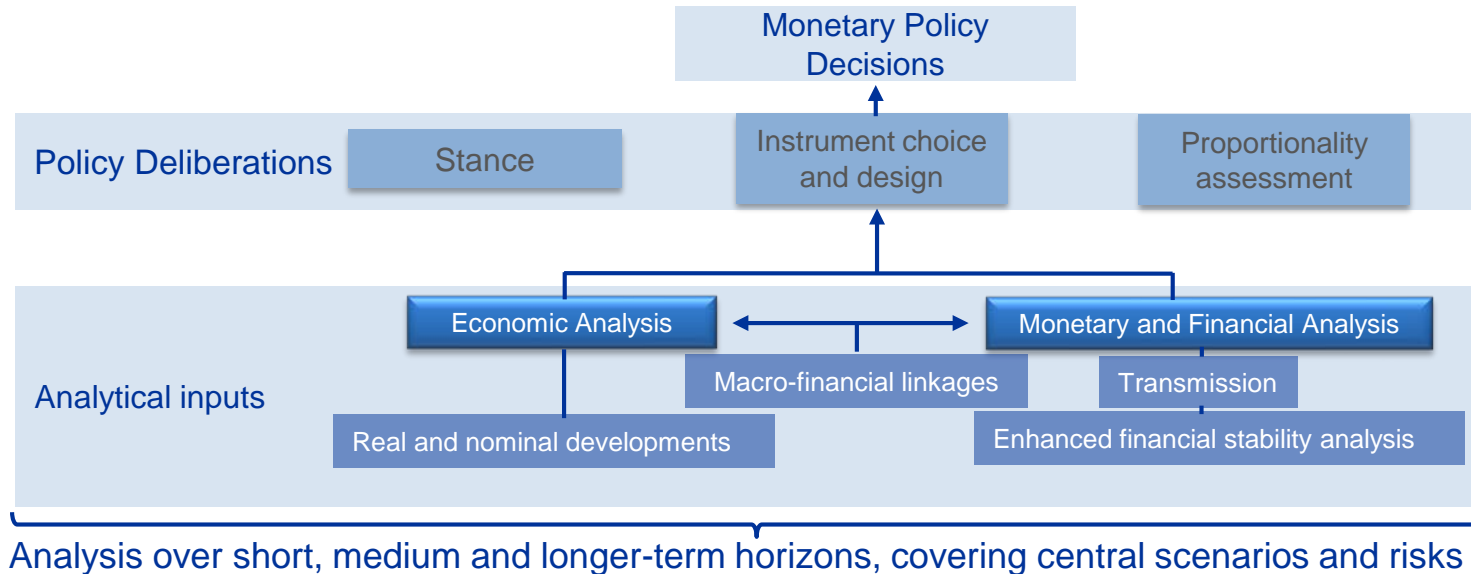 Monetary Policy
Decisions
Policy Deliberations
Stance
Instrument choice
and design
Proportionality
assessment
Economic Analysis
Monetary and Financial Analysis
Macro-financial linkages
Transmission
Analytical inputs
Real and nominal developments
Enhanced financial stability analysis
Analysis over short, medium and longer-term horizons, covering central scenarios and risks